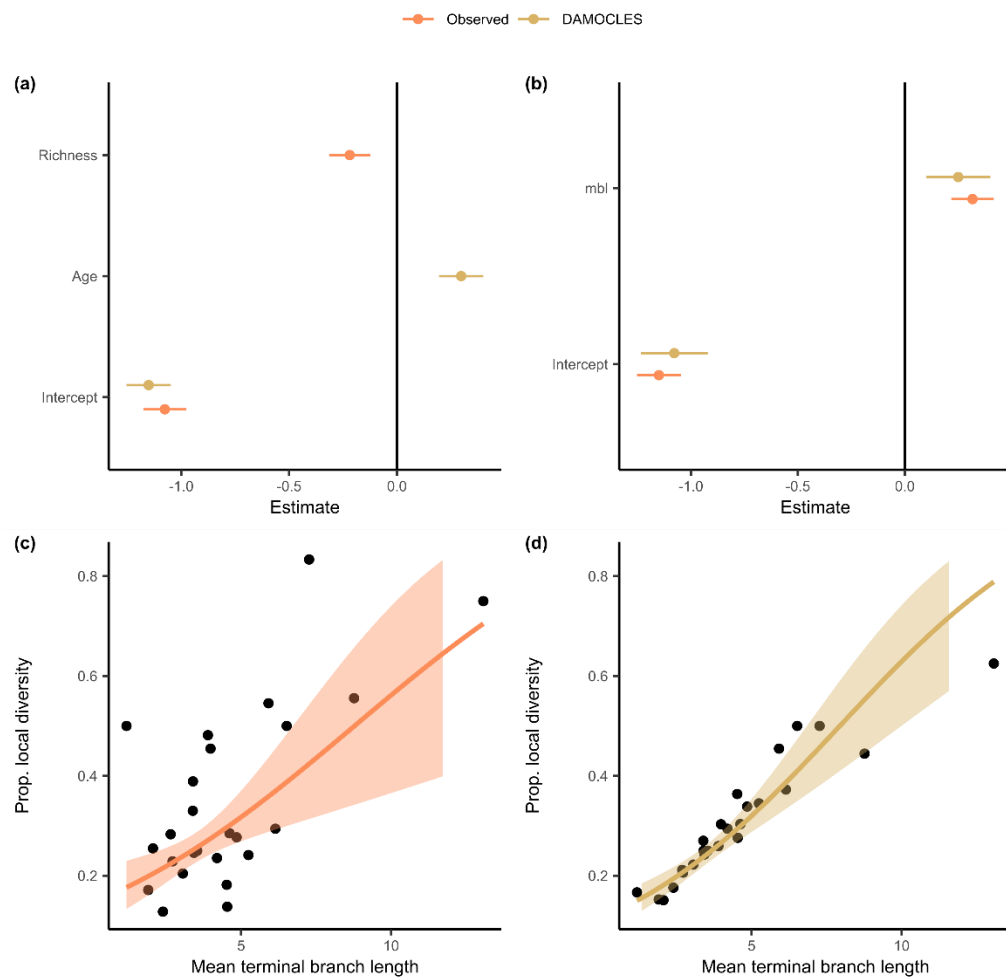 Observed DAMOCLES
(a)
Richness
Age
Intercept
-1.0 -0.5 0.0
Estimate
(b)
mbl
Intercept
-1.0 -0.5 0.0
Estimate
(c)
Prop. local diversity
0.8
0.6
0.4
0.2
5 10
Mean terminal branch length
(d)
Prop. local diversity
0.8
0.6
0.4
0.2
5 10
Mean terminal branch length